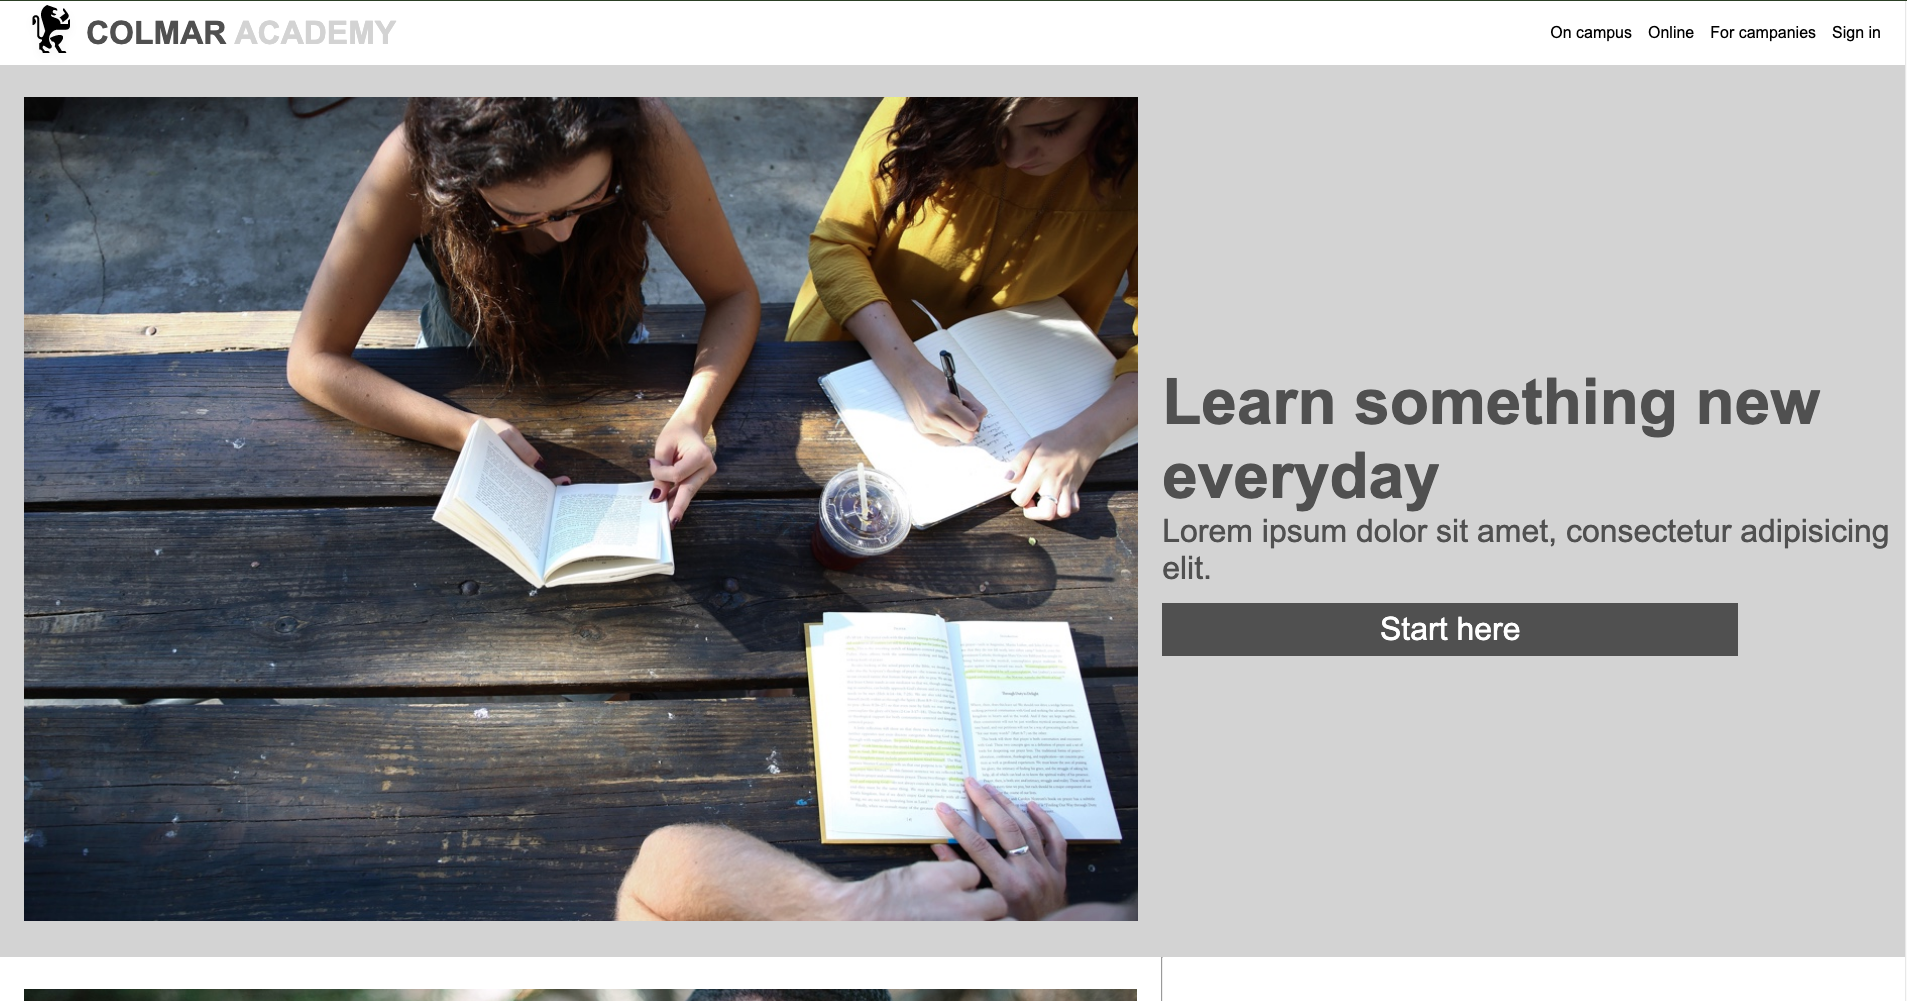 COLMAR ACADEMY
On campus Online For campanies Sign in
Learn something new
everyday
Lorem ipsum dolor sit amet, consectetur adipisicing
elit.
Start here